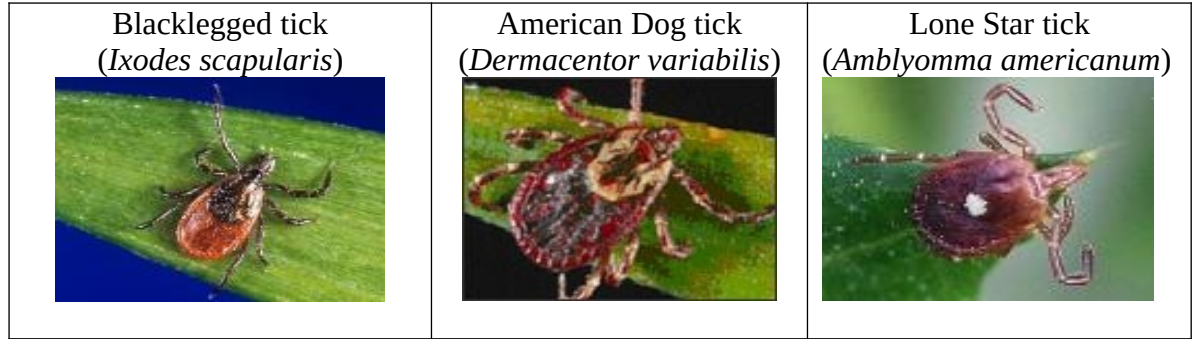 Blacklegged tick
(Ixodes scapularis)
American Dog tick
(Dermacentor variabilis)
Lone Star tick
(Amblyomma americanum)